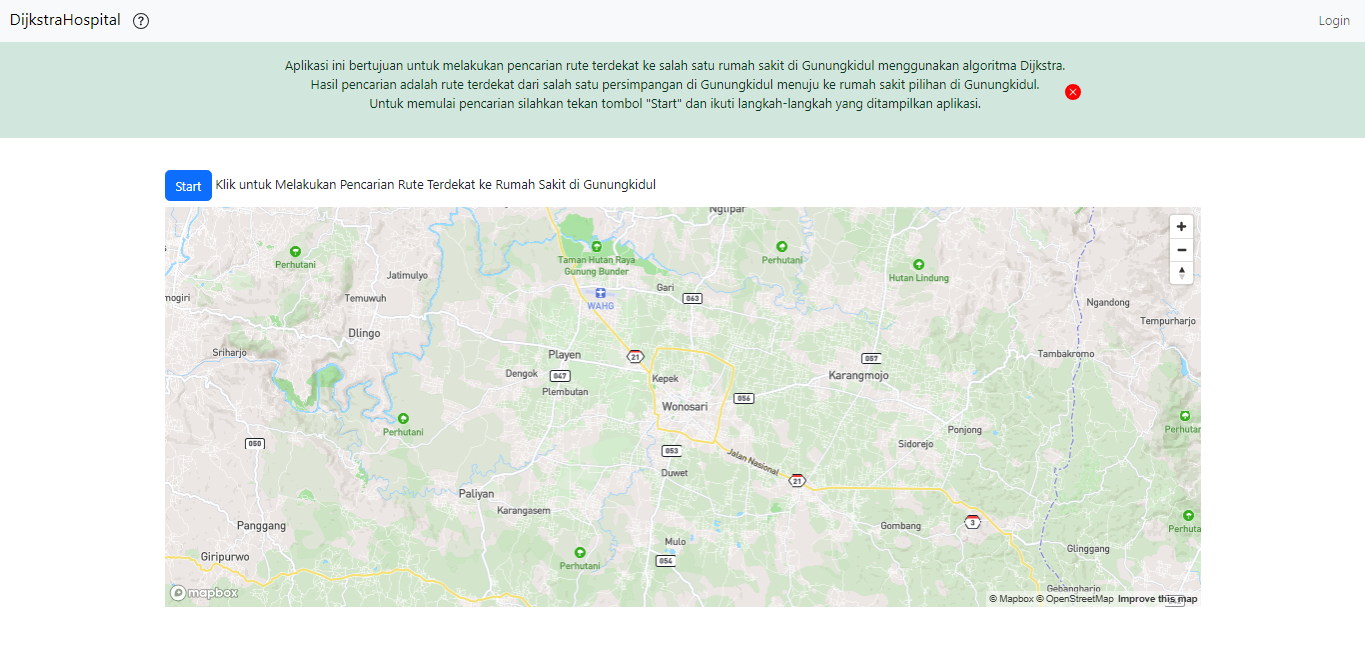 DijkstraHospital
Login
Aplikasi ini bertujuan untuk melakukan pencarian rute terdekat ke salah satu rumah sakit di Gunungkidul menggunakan algoritma Dijkstra.
Hasil pencarian adalah rute terdekat dari salah satu persimpangan di Gunungkidul menuju ke rumah sakit pilihan di Gunungkidul.
Untuk memulai pencarian silahkan tekan tombol "Start" dan ikuti langkah-langkah yang ditampilkan aplikasi.
Start Klik untuk Melakukan Pencarian Rute Terdekat ke Rumah Sakit di Gunungkidul
Nglipar
Perhutani
Taman Hutan Raya
Gunung Bunder
Perhutani
Hutan Lindung
Jatimulyo
Gari
063
Temuwuh
WAHG
Ngandong
Dlingo
Tempurharjo
Sriharjo
Playen
21
057
Tambakromo
Dengok
047
Kepek
Karangmojo
Plembutan
056
Wonosari
Perhutani
Ponjong
050
Sidorejo
053
Jalan Nasional
Duwet
21
Paliyan
Karangasem
Panggang
Gombang
3
Mulo
Glinggang
Giripurwo
Perhutani
054
Gebangharjo
mapbox
© Mapbox © OpenStreetMap Improve this map